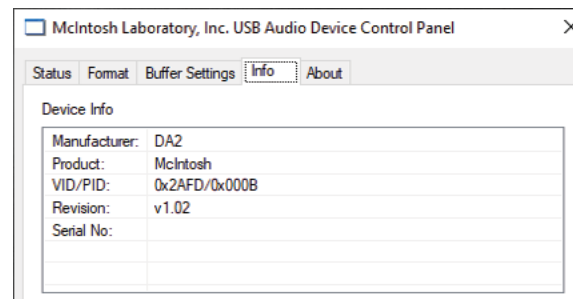 McIntosh Laboratory, Inc. USB Audio Device Control Panel
Status Format Buffer Settings Info About
Device Info
Manufacturer: DA2
Product: McIntosh
VID/PID: 0x2AFD/0x000B
Revision: v1.02
Serial No: